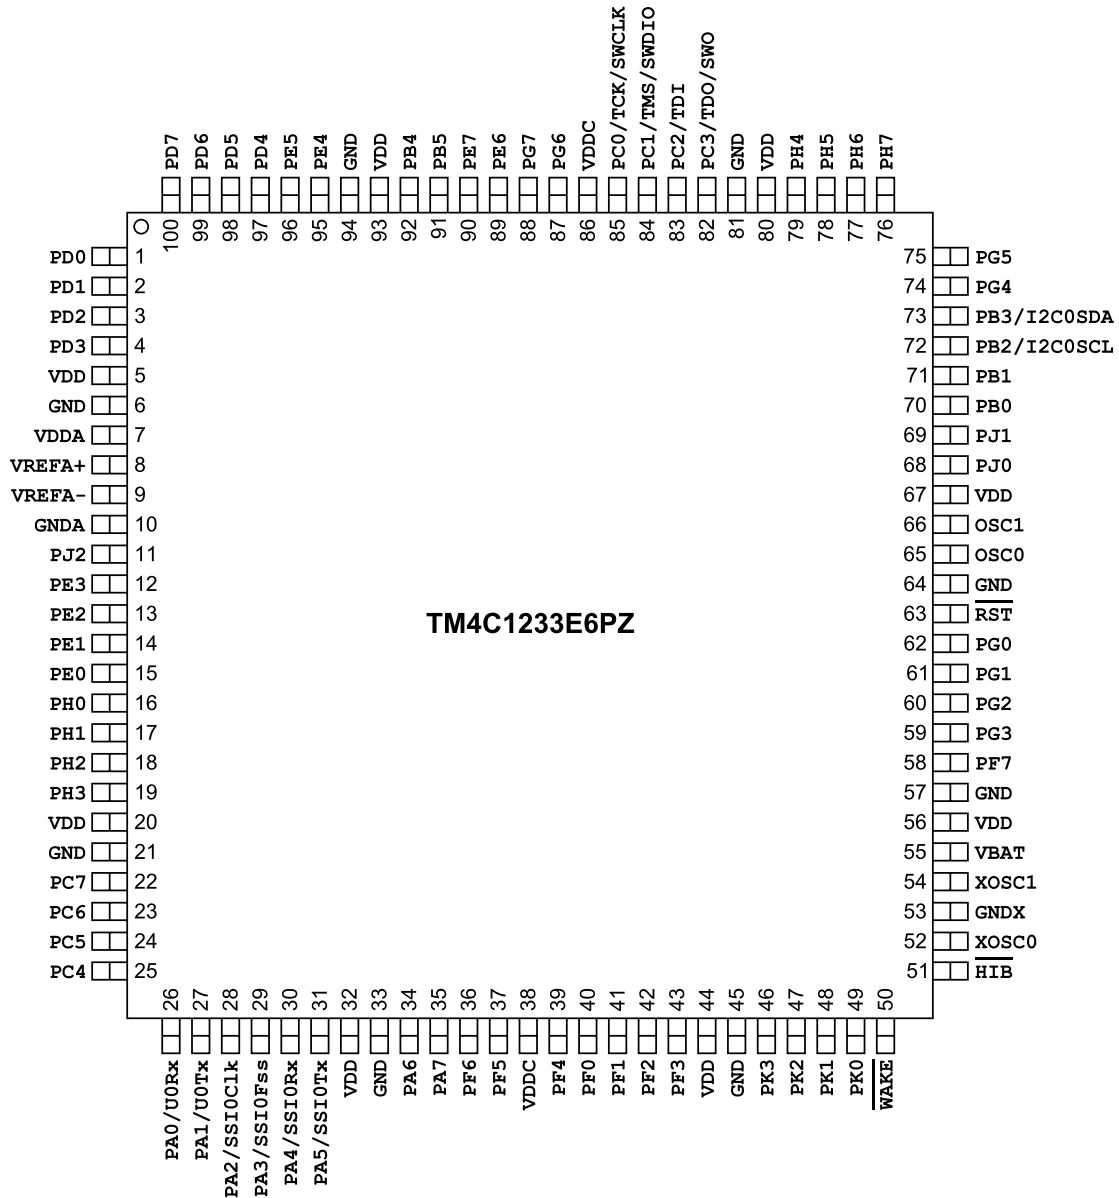 PD7 PD6 PD5 PD4 PE5 PE4 GND VDD PB4 PB5 PE7 PE6 PG7 PG6 VDDC PC0/TCK/SWCLK PC1/TMS/SWDIO PC2/TDI PC3/TDO/SWO GND VDD PH4 PH5 PH6 PH7
100 99 98 97 96 95 94 93 92 91 90 89 88 87 86 85 84 83 82 81 80 79 78 77 76
PD0 1 75 PG5
PD1 2 74 PG4
PD2 3 73 PB3/I2C0SDA
PD3 4 72 PB2/I2C0SCL
VDD 5 71 PB1
GND 6 70 PB0
VDDA 7 69 PJ1
VREFA+ 8 68 PJ0
VREFA- 9 67 VDD
GNDA 10 66 OSC1
PJ2 11 65 OSC0
PE3 12 64 GND
PE2 13 63 RST
TM4C1233E6PZ
PE1 14 62 PG0
PE0 15 61 PG1
PH0 16 60 PG2
PH1 17 59 PG3
PH2 18 58 PF7
PH3 19 57 GND
VDD 20 56 VDD
GND 21 55 VBAT
PC7 22 54 XOSC1
PC6 23 53 GNDX
PC5 24 52 XOSC0
PC4 25 51 HIB
26 27 28 29 30 31 32 33 34 35 36 37 38 39 40 41 42 43 44 45 46 47 48 49 50
PA0/U0Rx PA1/U0Tx PA2/SSI0Clk PA3/SSI0Fss PA4/SSI0Rx PA5/SSI0Tx VDD GND PA6 PA7 PF6 PF5 VDDC PF4 PF0 PF1 PF2 PF3 VDD GND PK3 PK2 PK1 PK0 WAKE